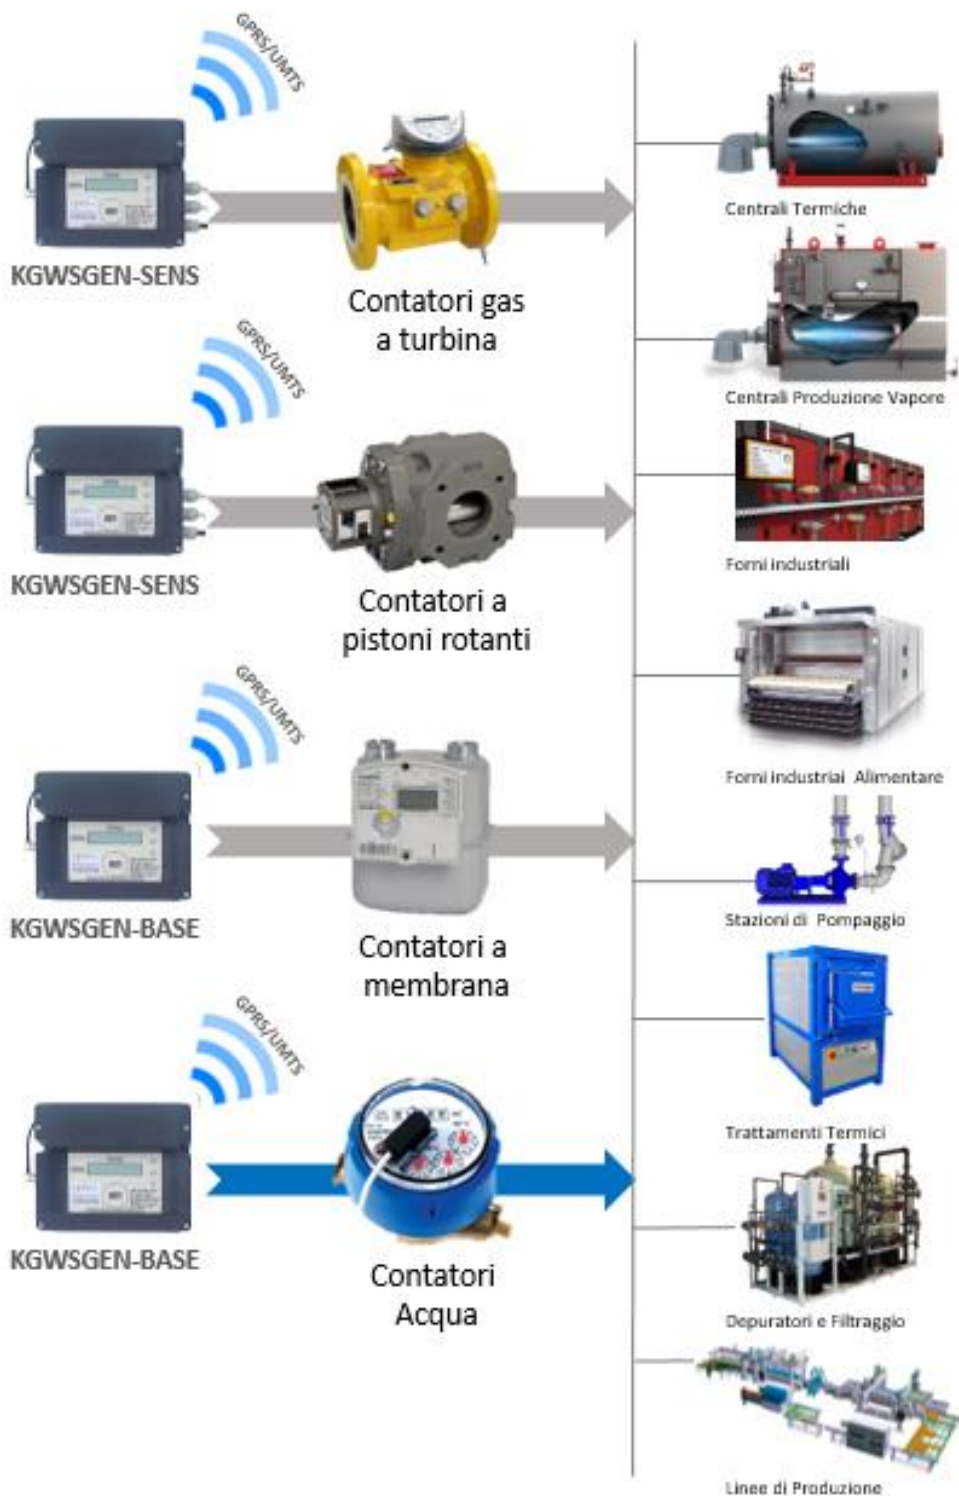 GPRS/UMTS
KGWSGEN-SENS
Contatori gas
a turbina
GPRS/UMTS
KGWSGEN-SENS
Contatori a
pistoni rotanti
GPRS/UMTS
KGWSGEN-BASE
Contatori a
membrana
GPRS/UMTS
KGWSGEN-BASE
Contatori
Acqua
Centrali Termiche
Centrali Produzione Vapore
Forni industriali
Forni industriai Alimentare
Stazioni di Pompaggio
Trattamenti Termici
Depuratori e Filtraggio
Linee di Produzione